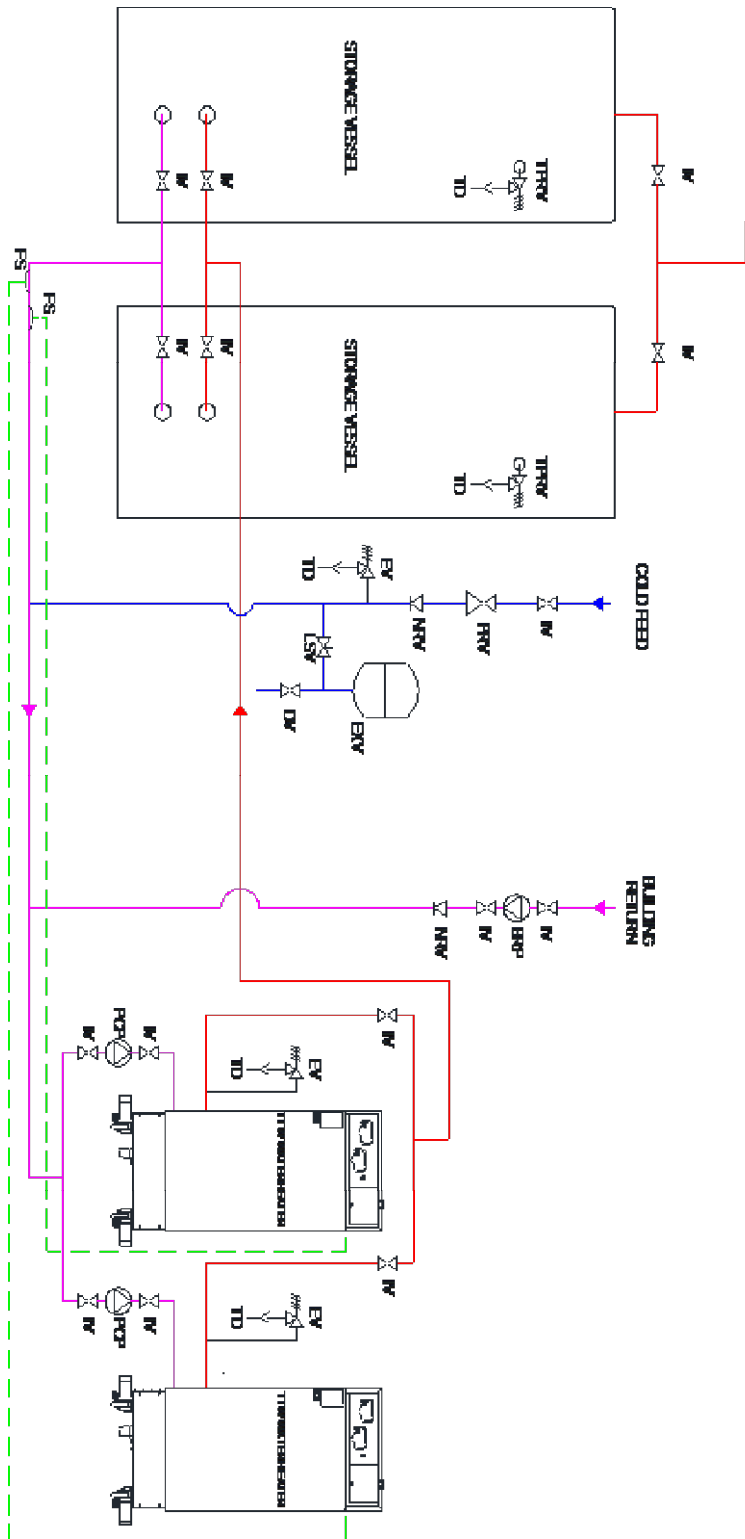 STORAGE VESSEL
IV
IV
TD
TPRV
IV
FS
FS
IV
IV
STORAGE VESSEL
IV
TD
TPRV
TD
EV
COLD FEED
LSV
NRV
PRV
IV
DV
EXV
BUILDING
RETURN
NRV
IV
BRP
IV
IV
PCP
IV
IV
TD
EV
IV
IV
PCP
IV
TD
EV